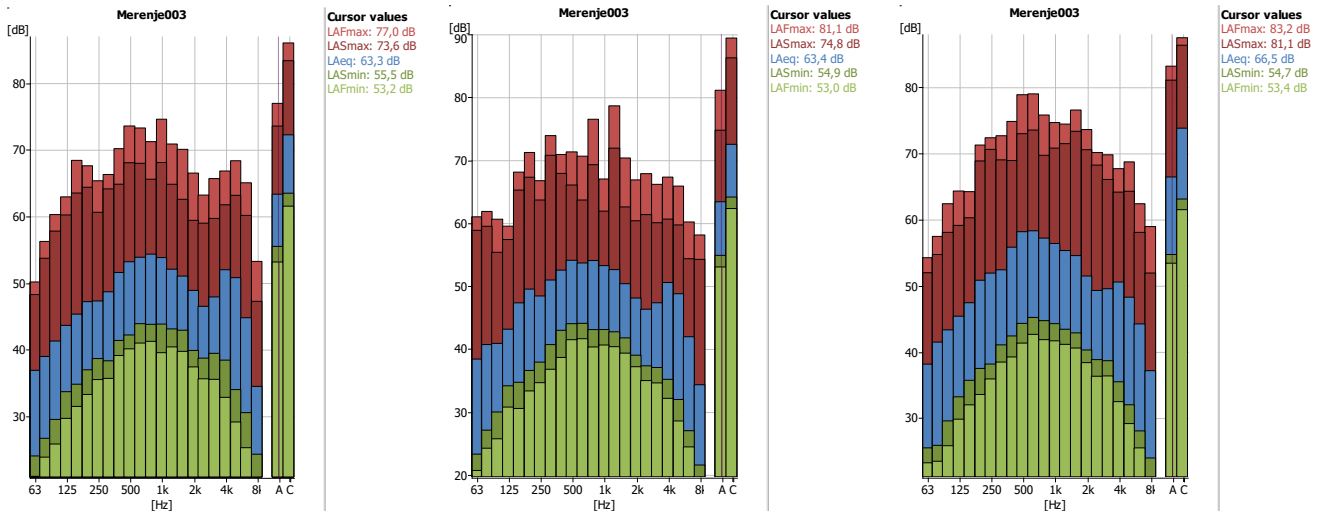 Merenje003
[dB]
80
70
60
50
40
30
63 125 250 500 1k 2k 4k 8k A C
[Hz]
Cursor values
LAFmax: 77,0 dB
LASmax: 73,6 dB
LAeq: 63,3 dB
LASmin: 55,5 dB
LAFmin: 53,2 dB
Merenje003
[dB]
90
80
70
60
50
40
30
20
63 125 250 500 1k 2k 4k 8k A C
[Hz]
Cursor values
LAFmax: 81,1 dB
LASmax: 74,8 dB
LAeq: 63,4 dB
LASmin: 54,9 dB
LAFmin: 53,0 dB
Merenje003
[dB]
80
70
60
50
40
30
63 125 250 500 1k 2k 4k 8k A C
[Hz]
Cursor values
LAFmax: 83,2 dB
LASmax: 81,1 dB
LAeq: 66,5 dB
LASmin: 54,7 dB
LAFmin: 53,4 dB